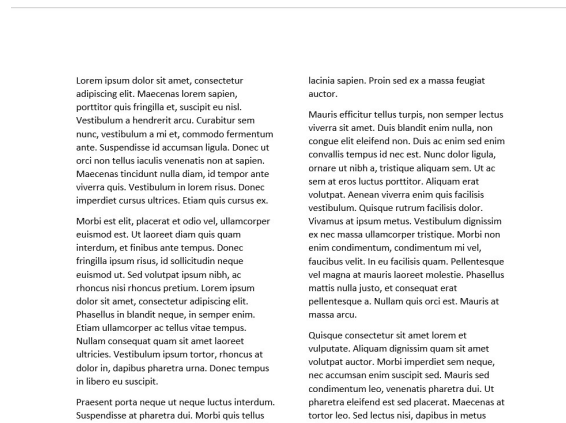 Lorem ipsum dolor sit amet, consectetur
adipiscing elit. Maecenas lorem sapien,
porttitor quis fringilla et, suscipit eu nisl.
Vestibulum a hendrerit arcu. Curabitur sem
nunc, vestibulum a mi et, commodo fermentum
ante. Suspendisse id accumsan ligula. Donec ut
orci non tellus iaculis venenatis non at sapien.
Maecenas tincidunt nulla diam, id tempor ante
viverra quis. Vestibulum in lorem risus. Donec
imperdiet cursus ultrices. Etiam quis cursus ex.
Morbi est elit, placerat et odio vel, ullamcorper
euismod est. Ut laoreet diam quis quam
interdum, et finibus ante tempus. Donec
fringilla ipsum risus, id sollicitudin neque
euismod ut. Sed volutpat ipsum nibh, ac
rhoncus nisi rhoncus pretium. Lorem ipsum
dolor sit amet, consectetur adipiscing elit.
Phasellus in blandit neque, in semper enim.
Etiam ullamcorper ac tellus vitae tempus.
Nullam consequat quam sit amet laoreet
ultricies. Vestibulum ipsum tortor, rhoncus at
dolor in, dapibus pharetra urna. Donec tempus
in libero eu suscipit.
Praesent porta neque ut neque luctus interdum.
Suspendisse at pharetra dui. Morbi quis tellus
lacinia sapien. Proin sed ex a massa feugiat
auctor.
Mauris efficitur tellus turpis, non semper lectus
viverra sit amet. Duis blandit enim nulla, non
congue elit eleifend non. Duis ac enim sed enim
convallis tempus id nec est. Nunc dolor ligula,
ornare ut nibh a, tristique aliquam sem. Ut ac
sem at eros luctus porttitor. Aliquam erat
volutpat. Aenean viverra enim quis facilisis
vestibulum. Quisque rutrum facilisis dolor.
Vivamus at ipsum metus. Vestibulum dignissim
ex nec massa ullamcorper tristique. Morbi non
enim condimentum, condimentum mi vel,
faucibus velit. In eu facilisis quam. Pellentesque
vel magna at mauris laoreet molestie. Phasellus
mattis nulla justo, et consequat erat
pellentesque a. Nullam quis orci est. Mauris at
massa arcu.
Quisque consectetur sit amet lorem et
vulputate. Aliquam dignissim quam sit amet
volutpat auctor. Morbi imperdiet sem neque,
nec accumsan enim suscipit sed. Mauris sed
condimentum leo, venenatis pharetra dui. Ut
pharetra eleifend est sed placerat. Maecenas at
tortor leo. Sed lectus nisi, dapibus in metus